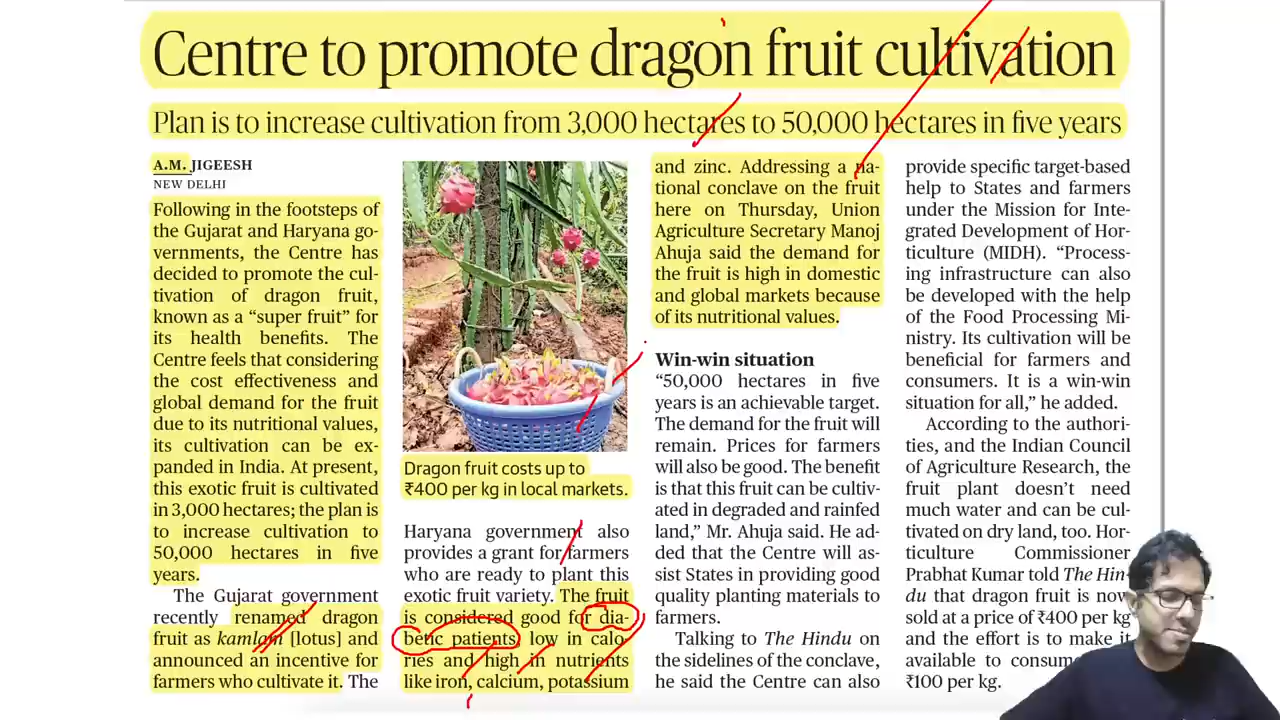 Centre to promote dragon fruit cultivation
Plan is to increase cultivation from 3,000 hectares to 50,000 hectares in five years
A.M. JIGEESH
NEW DELHI
Following in the footsteps of
the Gujarat and Haryana go-
vernments, the Centre has
decided to promote the cul-
tivation of dragon fruit,
known as a “super fruit” for
its health benefits. The
Centre feels that considering
the cost effectiveness and
global demand for the fruit
due to its nutritional values,
its cultivation can be ex-
panded in India. At present,
this exotic fruit is cultivated
in 3,000 hectares; the plan is
to increase cultivation to
50,000 hectares in five
years.
The Gujarat government
recently renamed dragon
fruit as kamlam [lotus] and
announced an incentive for
farmers who cultivate it. The
Dragon fruit costs up to
₹400 per kg in local markets.
Haryana government also
provides a grant for farmers
who are ready to plant this
exotic fruit variety. The fruit
is considered good for dia-
betic patients, low in calo-
ries and high in nutrients
like iron, calcium, potassium
and zinc. Addressing a na-
tional conclave on the fruit
here on Thursday, Union
Agriculture Secretary Manoj
Ahuja said the demand for
the fruit is high in domestic
and global markets because
of its nutritional values.
Win-win situation
“50,000 hectares in five
years is an achievable target.
The demand for the fruit will
remain. Prices for farmers
will also be good. The benefit
is that this fruit can be cultiv-
ated in degraded and rainfed
land,” Mr. Ahuja said. He ad-
ded that the Centre will as-
sist States in providing good
quality planting materials to
farmers.
Talking to The Hindu on
the sidelines of the conclave,
he said the Centre can also
provide specific target-based
help to States and farmers
under the Mission for Inte-
grated Development of Hor-
ticulture (MIDH). “Process-
ing infrastructure can also
be developed with the help
of the Food Processing Mi-
nistry. Its cultivation will be
beneficial for farmers and
consumers. It is a win-win
situation for all,” he added.
According to the authori-
ties, and the Indian Council
of Agriculture Research, the
fruit plant doesn’t need
much water and can be cul-
tivated on dry land, too. Hor-
ticulture Commissioner
Prabhat Kumar told The Hin-
du that dragon fruit is now
sold at a price of ₹400 per kg
and the effort is to make it
available to
₹100 per kg.